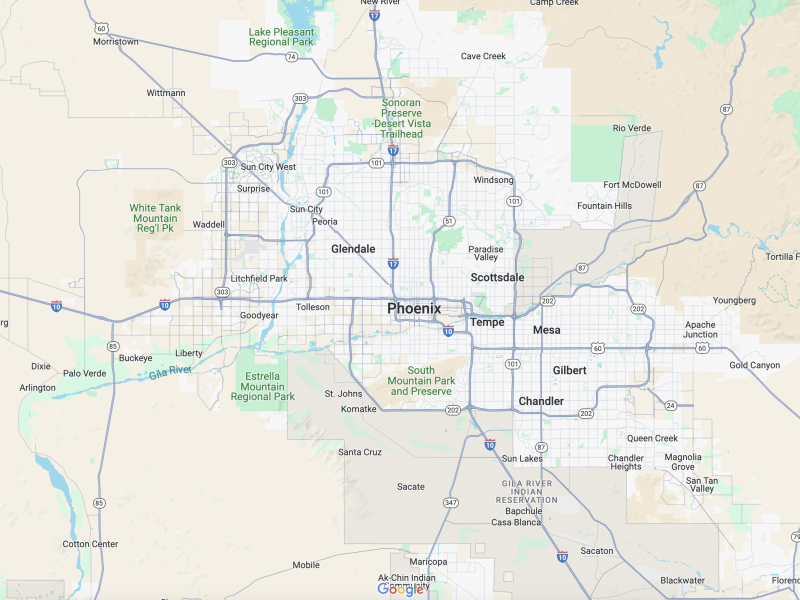 New River
Camp Creek
17
60
Lake Pleasant
Regional Park
Morristown
74
Cave Creek
Wittmann
303
Sonoran
Preserve
-Desert Vista
Trailhead
87
Rio Verde
17
303
101
Sun City West
Windsong
Surprise
101
Fort McDowell
87
101
Fountain Hills
White Tank
Mountain
Reg'l Pk
Sun City
Peoria
Waddell
51
Glendale
Paradise
Valley
17
87
Tortilla F
Scottsdale
Litchfield Park
303
10
10
Tolleson
Phoenix
202
202
Youngberg
Goodyear
Tempe
10
Mesa
Apache
Junction
rg
85
Buckeye
Liberty
60
60
Dixie
Palo Verde
Gila River
101
Gold Canyon
Arlington
Estrella
Mountain
Regional Park
South
Mountain Park
and Preserve
Gilbert
St. Johns
Komatke
202
Chandler
202
24
Queen Creek
10
87
Santa Cruz
Sun Lakes
Chandler
Heights
Magnolia
Grove
San Tan
Valley
Sacate
GILA RIVER
INDIAN
RESERVATION
85
347
Bapchule
Casa Blanca
79
Cotton Center
10
Sacaton
Mobile
Maricopa
Ak-Chin Indian
Community
Blackwater
Florenc
Google